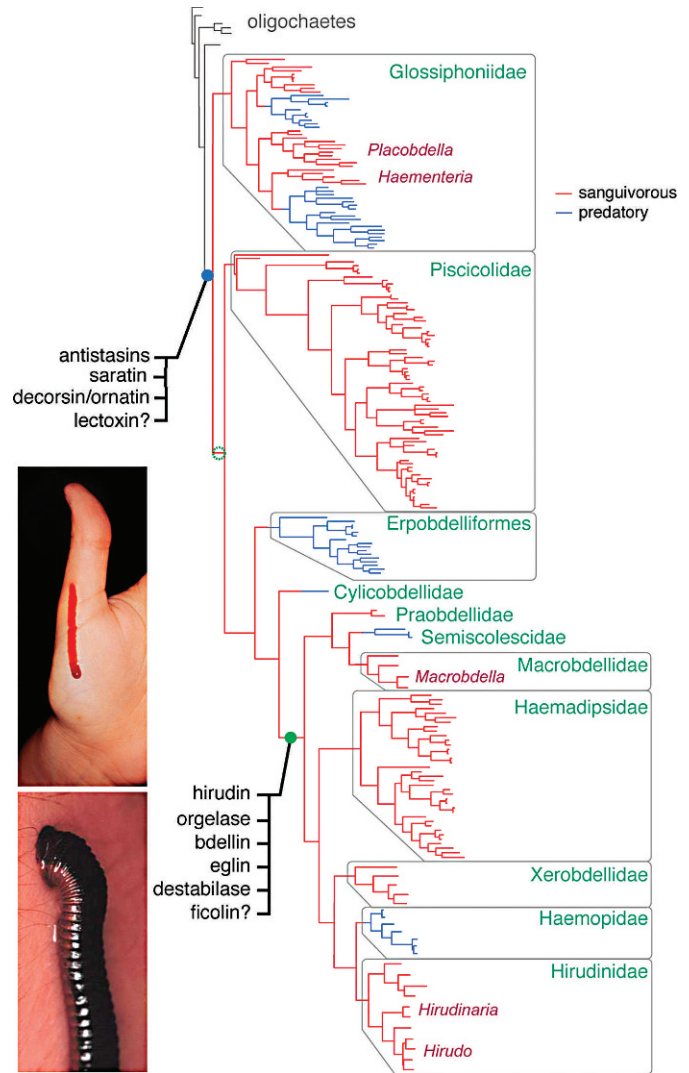 oligochaetes
Glossiphoniidae
Placobdella
Haementeria
sanguivorous
predatory
Piscicolidae
antistasins
saratin
decorsin/ornatin
lectoxin?
Erpobdelliformes
Cylicobdellidae
Praobdellidae
Semiscolescidae
Macrobdellidae
Macrobdella
Haemadipsidae
hirudin
orgelase
bdellin
eglin
destabilase
ficolin?
Xerobdellidae
Haemopidae
Hirudinidae
Hirudinaria
Hirudo